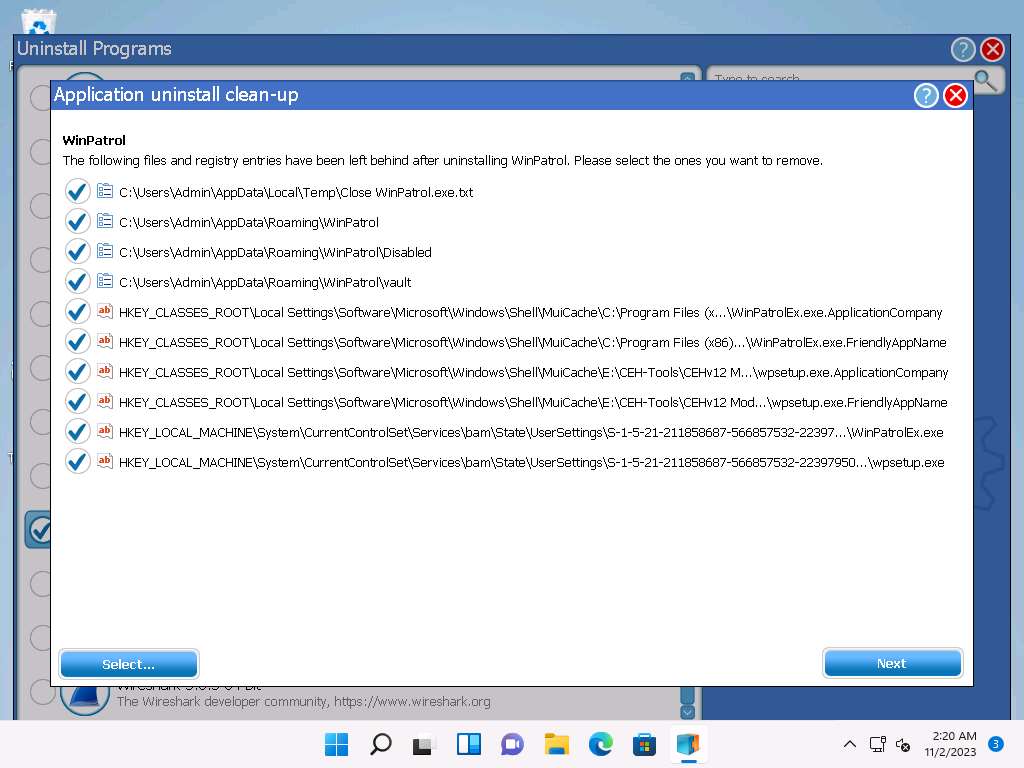 Uninstall Programs
Type to search
Application uninstall clean-up
WinPatrol
The following files and registry entries have been left behind after uninstalling WinPatrol. Please select the ones you want to remove.
C:\Users\Admin\AppData\Local\Temp\Close WinPatrol.exe.txt
C:\Users\Admin\AppData\Roaming\WinPatrol
C:\Users\Admin\AppData\Roaming\WinPatrol\Disabled
C:\Users\Admin\AppData\Roaming\WinPatrol\vault
HKEY_CLASSES_ROOT\Local Settings\Software\Microsoft\Windows\Shell\MuiCache\C:\Program Files (x...\WinPatrolEx.exe.ApplicationCompany
HKEY_CLASSES_ROOT\Local Settings\Software\Microsoft\Windows\Shell\MuiCache\C:\Program Files (x86)...\WinPatrolEx.exe.FriendlyAppName
HKEY_CLASSES_ROOT\Local Settings\Software\Microsoft\Windows\Shell\MuiCache\E:\CEH-Tools\CEHv12 M...\wpsetup.exe.ApplicationCompany
HKEY_CLASSES_ROOT\Local Settings\Software\Microsoft\Windows\Shell\MuiCache\E:\CEH-Tools\CEHv12 Mod...\wpsetup.exe.FriendlyAppName
HKEY_LOCAL_MACHINE\System\CurrentControlSet\Services\bam\State\UserSettings\S-1-5-21-211858687-566857532-22397...\WinPatrolEx.exe
HKEY_LOCAL_MACHINE\System\CurrentControlSet\Services\bam\State\UserSettings\S-1-5-21-211858687-566857532-22397950...\wpsetup.exe
Select...
Next
The Wireshark developer community, https://www.wireshark.org
2:20 AM
11/2/2023
3